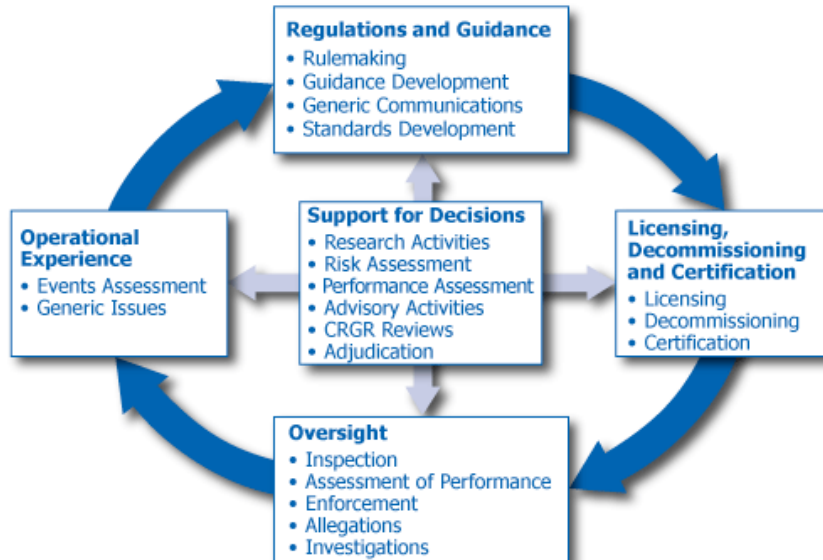 Regulations and Guidance
• Rulemaking
• Guidance Development
• Generic Communications
• Standards Development
Operational
Experience
• Events Assessment
• Generic Issues
Support for Decisions
• Research Activities
• Risk Assessment
• Performance Assessment
• Advisory Activities
• CRGR Reviews
• Adjudication
Licensing,
Decommissioning
and Certification
• Licensing
• Decommissioning
• Certification
Oversight
• Inspection
• Assessment of Performance
• Enforcement
• Allegations
• Investigations